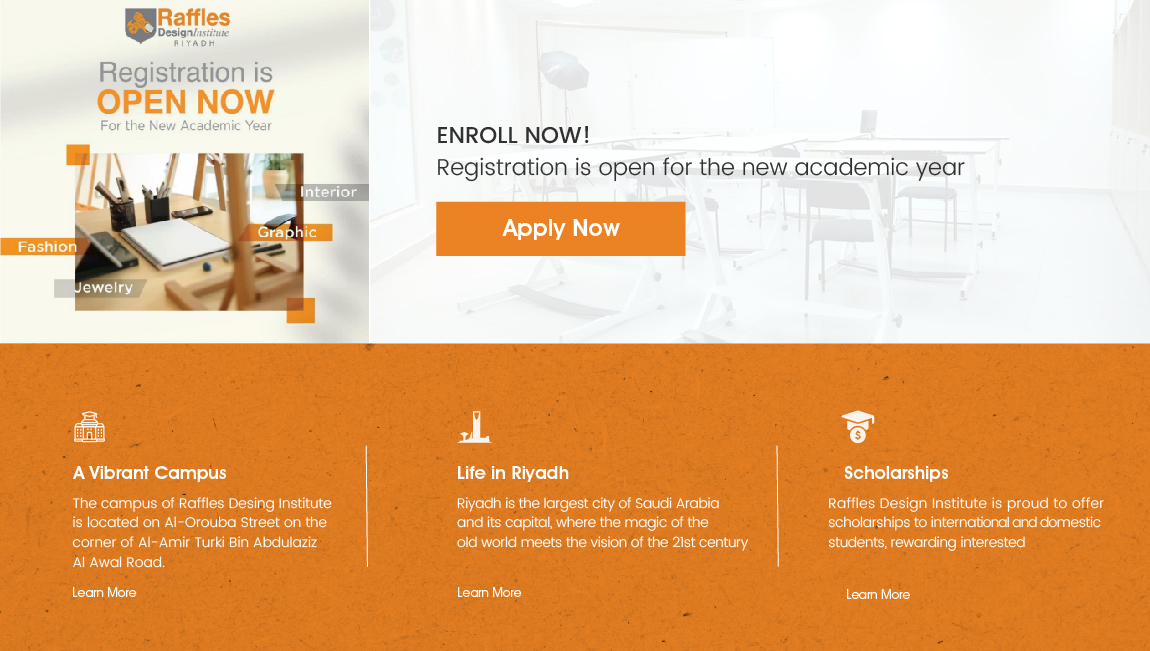 Raffles
DesignInstitute
RIYADH
Registration is
OPEN NOW
For the New Academic Year
Interior
Graphic
Fashion
Jewelry
ENROLL NOW!
Registration is open for the new academic year
Apply Now
A Vibrant Campus
The campus of Raffles Desing Institute
is located on Al-Orouba Street on the
corner of Al-Amir Turki Bin Abdulaziz
Al Awal Road.
Learn More
Life in Riyadh
Riyadh is the largest city of Saudi Arabia
and its capital, where the magic of the
old world meets the vision of the 21st century
Learn More
Scholarships
Raffles Design Institute is proud to offer
scholarships to international and domestic
students, rewarding interested
Learn More